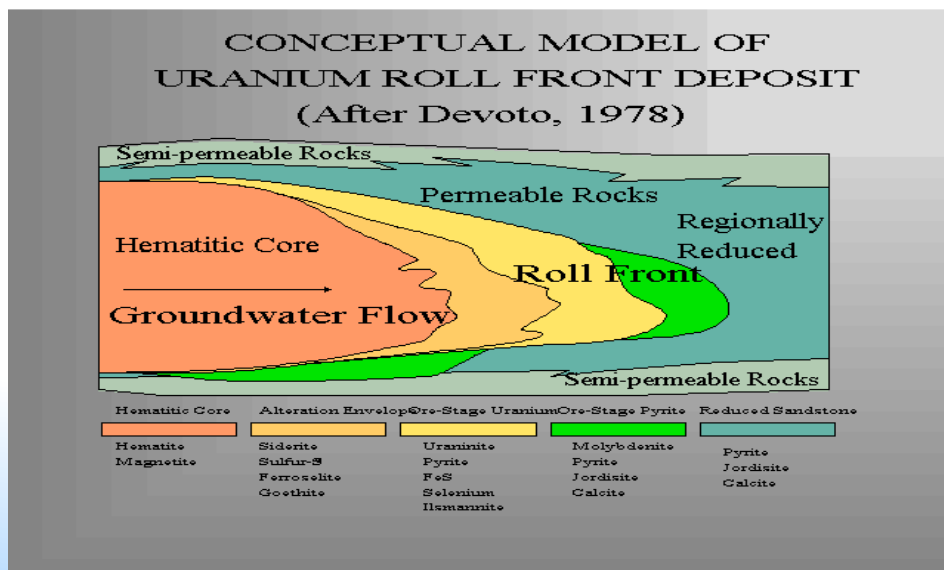 CONCEPTUAL MODEL OF
URANIUM ROLL FRONT DEPOSIT
(After Devoto, 1978)
Semi-permeable Rocks
Permeable Rocks
Regionally
Reduced
Hematitic Core
Roll Front
Groundwater Flow
Semi-permeable Rocks
Hematitic Core
Hematite
Magnetite
Alteration Envelope
Siderite
Sulfur-S
Ferroselite
Goethite
Ore-Stage Uranium
Uraninite
Pyrite
FeS
Selenium
Ilsmannite
Ore-Stage Pyrite
Molybdenite
Pyrite
Jordisite
Calcite
Reduced Sandstone
Pyrite
Jordisite
Calcite